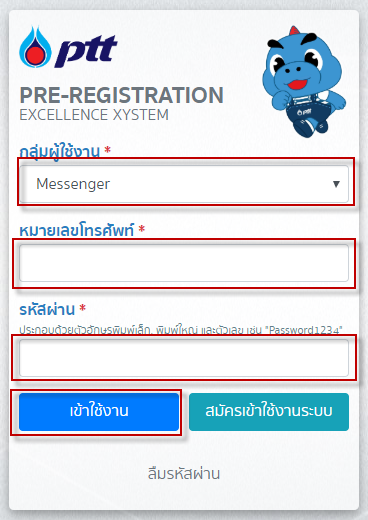 ptt
PRE-REGISTRATION
EXCELLENCE XYSTEM
กลุ่มผู้ใช้งาน *
Messenger
หมายเลขโทรศัพท์ *
รหัสผ่าน *
ประกอบด้วยตัวอักษรพิมพ์เล็ก, พิมพ์ใหญ่ และตัวเลข เช่น "Password1234"
เข้าใช้งาน
สมัครเข้าใช้งานระบบ
ลืมรหัสผ่าน